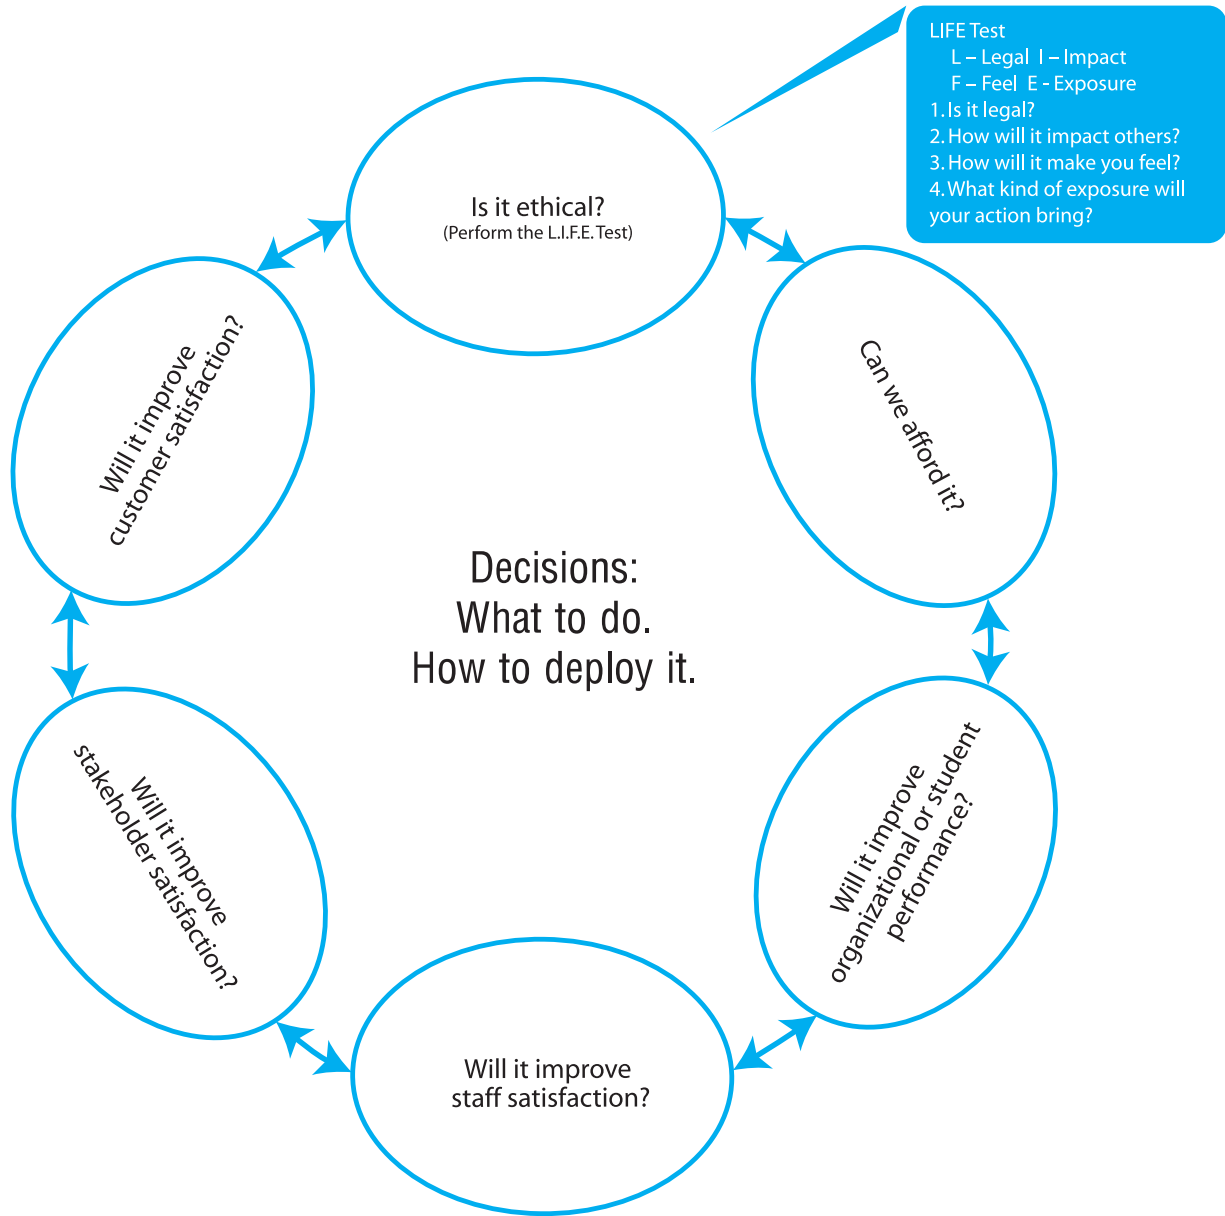 LIFE Test
L – Legal I – Impact
F – Feel E - Exposure
1. Is it legal?
2. How will it impact others?
3. How will it make you feel?
4. What kind of exposure will
your action bring?
Is it ethical?
(Perform the L.I.F.E. Test)
Can we afford it?
Will it improve
organizational or student
performance?
Will it improve
staff satisfaction?
Will it improve
stakeholder satisfaction?
Will it improve
customer satisfaction?
Decisions:
What to do.
How to deploy it.